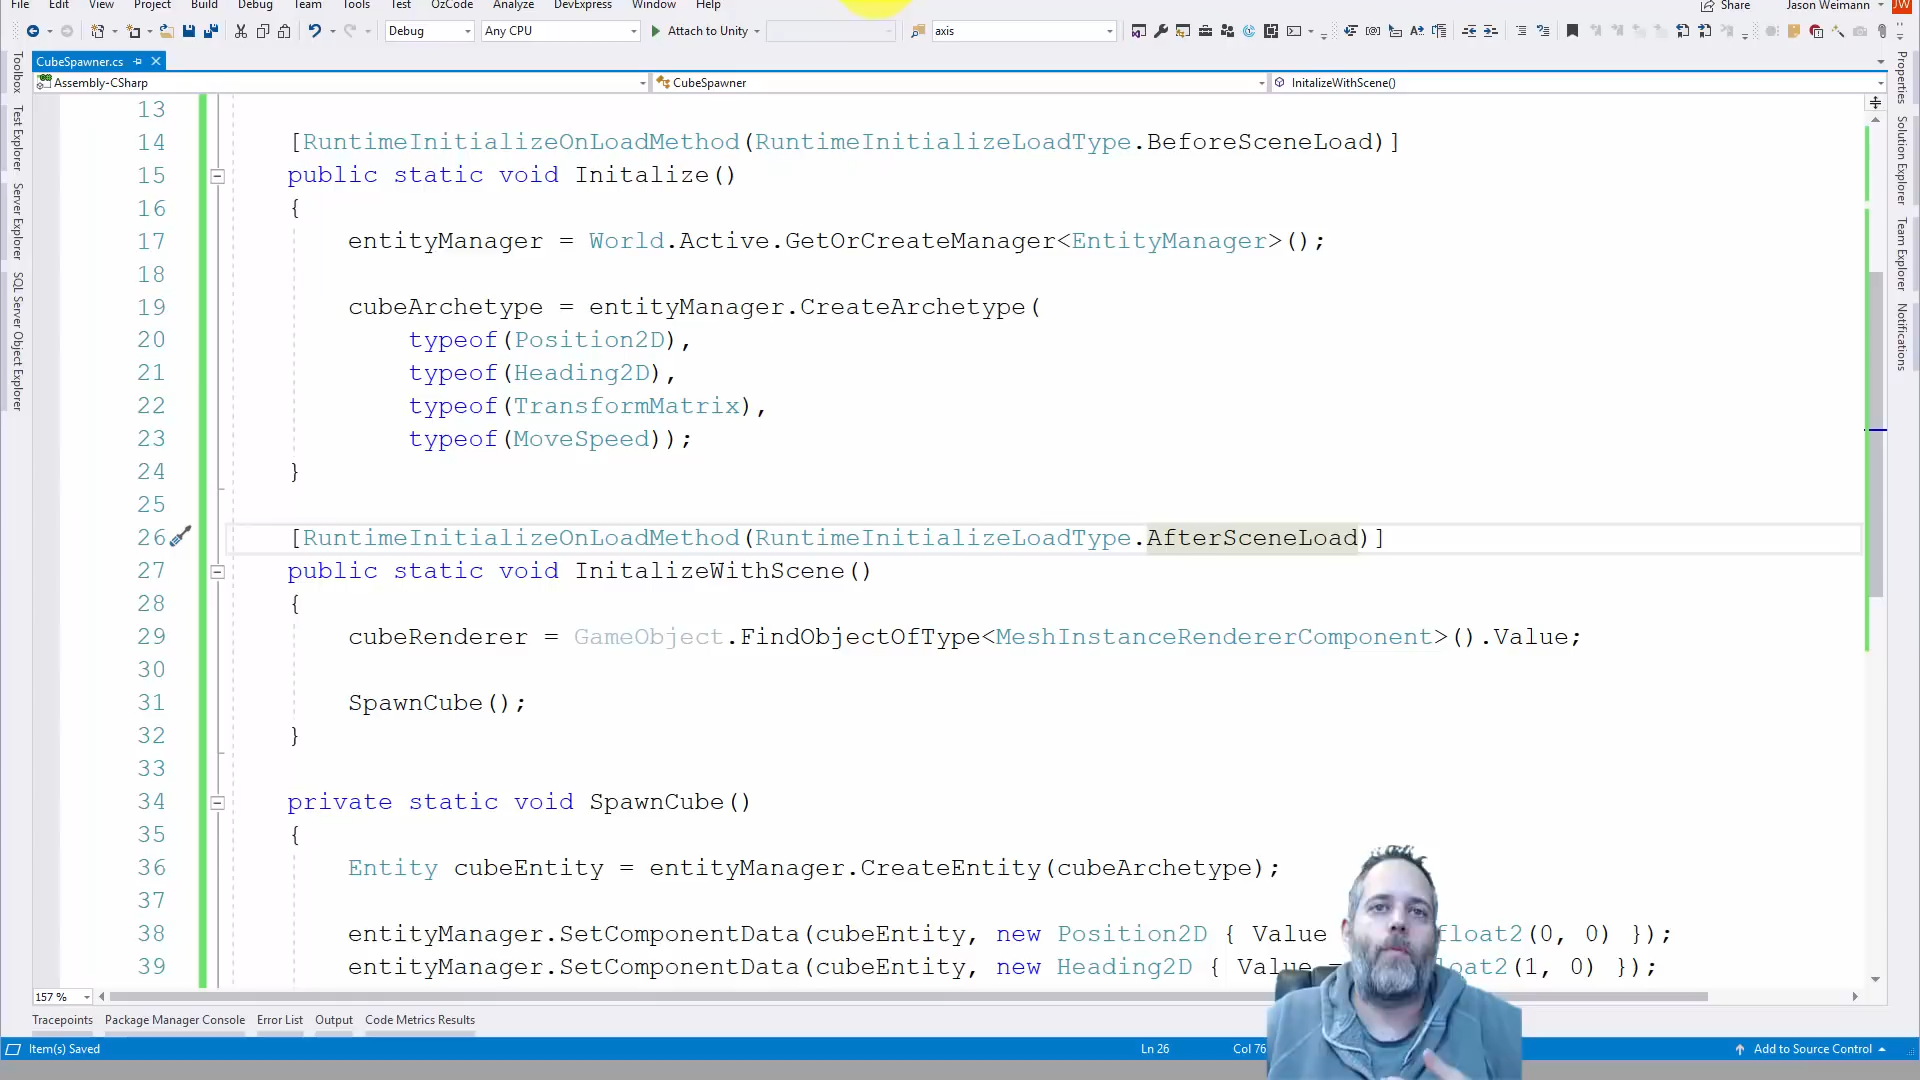 File Edit View Project Build Debug Team Tools Test OzCode Analyze DevExpress Window Help Share Jason Weimann JW
Debug Any CPU Attach to Unity axis
CubeSpawner.cs
Assembly-CSharp CubeSpawner InitalizeWithScene()
Toolbox
Test Explorer
Server Explorer
SQL Server Object Explorer
13
14 [RuntimeInitializeOnLoadMethod(RuntimeInitializeLoadType.BeforeSceneLoad)]
15 public static void Initalize()
16 {
17 entityManager = World.Active.GetOrCreateManager<EntityManager>();
18
19 cubeArchetype = entityManager.CreateArchetype(
20 typeof(Position2D),
21 typeof(Heading2D),
22 typeof(TransformMatrix),
23 typeof(MoveSpeed));
24 }
25
26 [RuntimeInitializeOnLoadMethod(RuntimeInitializeLoadType.AfterSceneLoad)]
27 public static void InitalizeWithScene()
28 {
29 cubeRenderer = GameObject.FindObjectOfType<MeshInstanceRendererComponent>().Value;
30
31 SpawnCube();
32 }
33
34 private static void SpawnCube()
35 {
36 Entity cubeEntity = entityManager.CreateEntity(cubeArchetype);
37
38 entityManager.SetComponentData(cubeEntity, new Position2D { Value float2(0, 0) });
39 entityManager.SetComponentData(cubeEntity, new Heading2D { Value = float2(1, 0) });
Properties
Solution Explorer
Team Explorer
Notifications
157 %
Tracepoints Package Manager Console Error List Output Code Metrics Results
Item(s) Saved Ln 26 Col 76 Add to Source Control